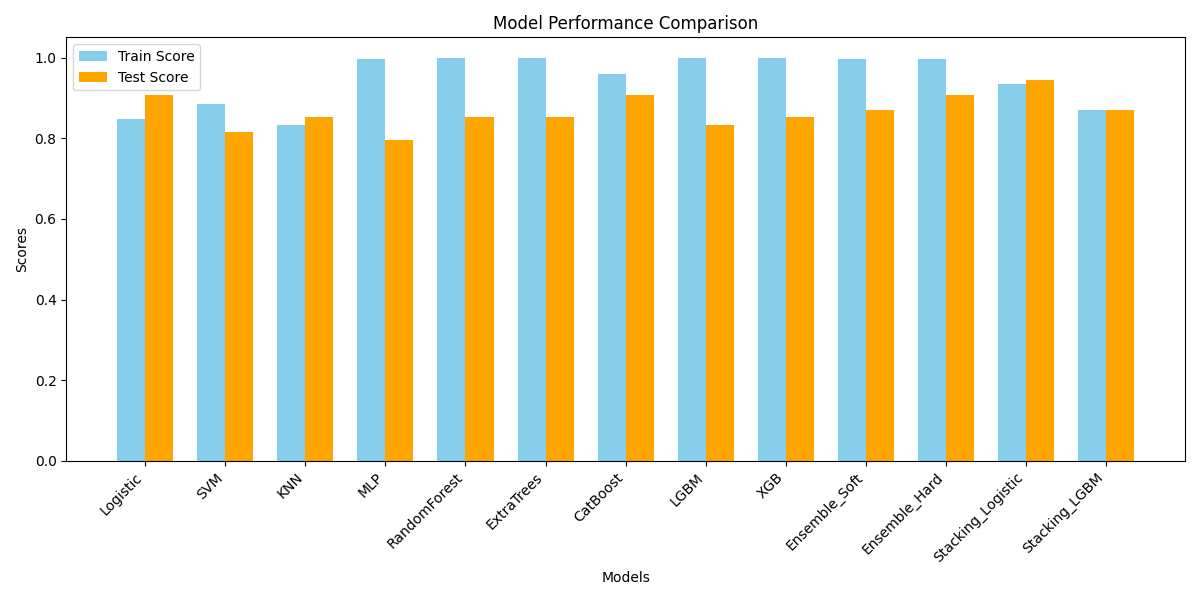 Model Performance Comparison
Train Score
Test Score
Scores
1.0
0.8
0.6
0.4
0.2
0.0
Logistic
SVM
KNN
MLP
RandomForest
ExtraTrees
CatBoost
LGBM
XGB
Ensemble_Soft
Ensemble_Hard
Stacking_Logistic
Stacking_LGBM
Models